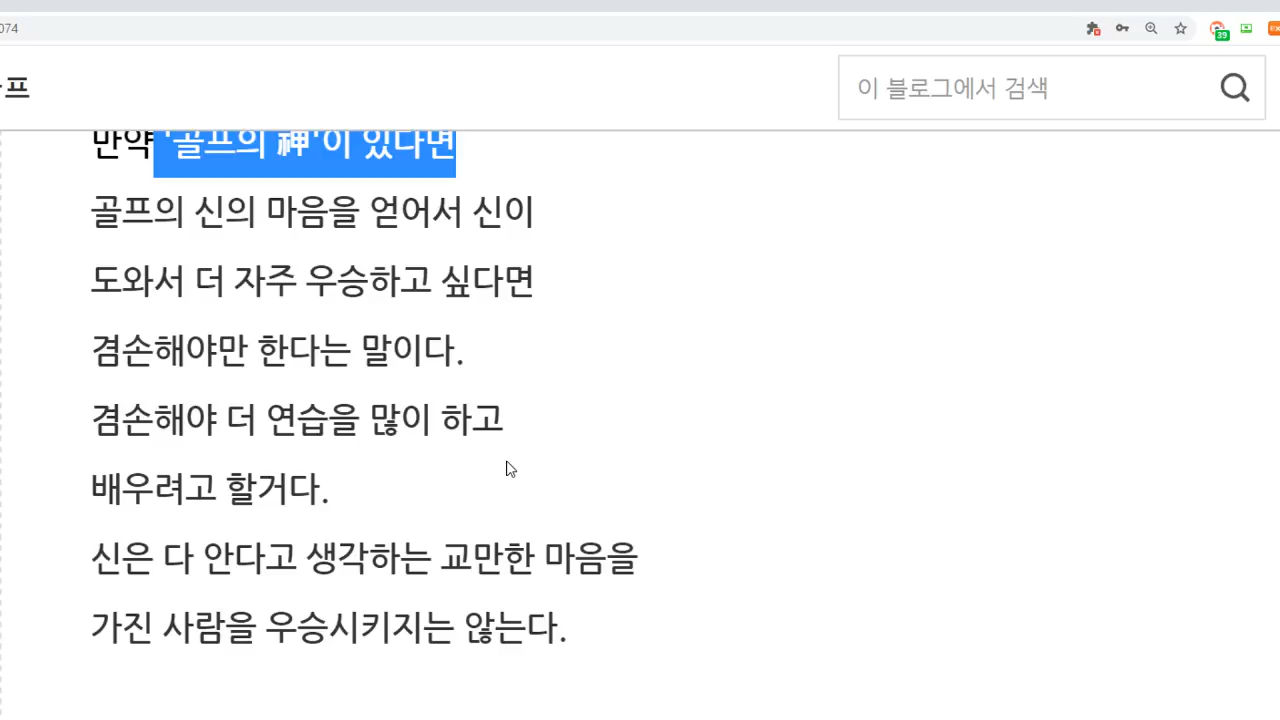 074
프
이 블로그에서 검색
39
만약 '골프의 神'이 있다면
골프의 신의 마음을 얻어서 신이
도와서 더 자주 우승하고 싶다면
겸손해야만 한다는 말이다.
겸손해야 더 연습을 많이 하고
배우려고 할거다.
신은 다 안다고 생각하는 교만한 마음을
가진 사람을 우승시키지는 않는다.